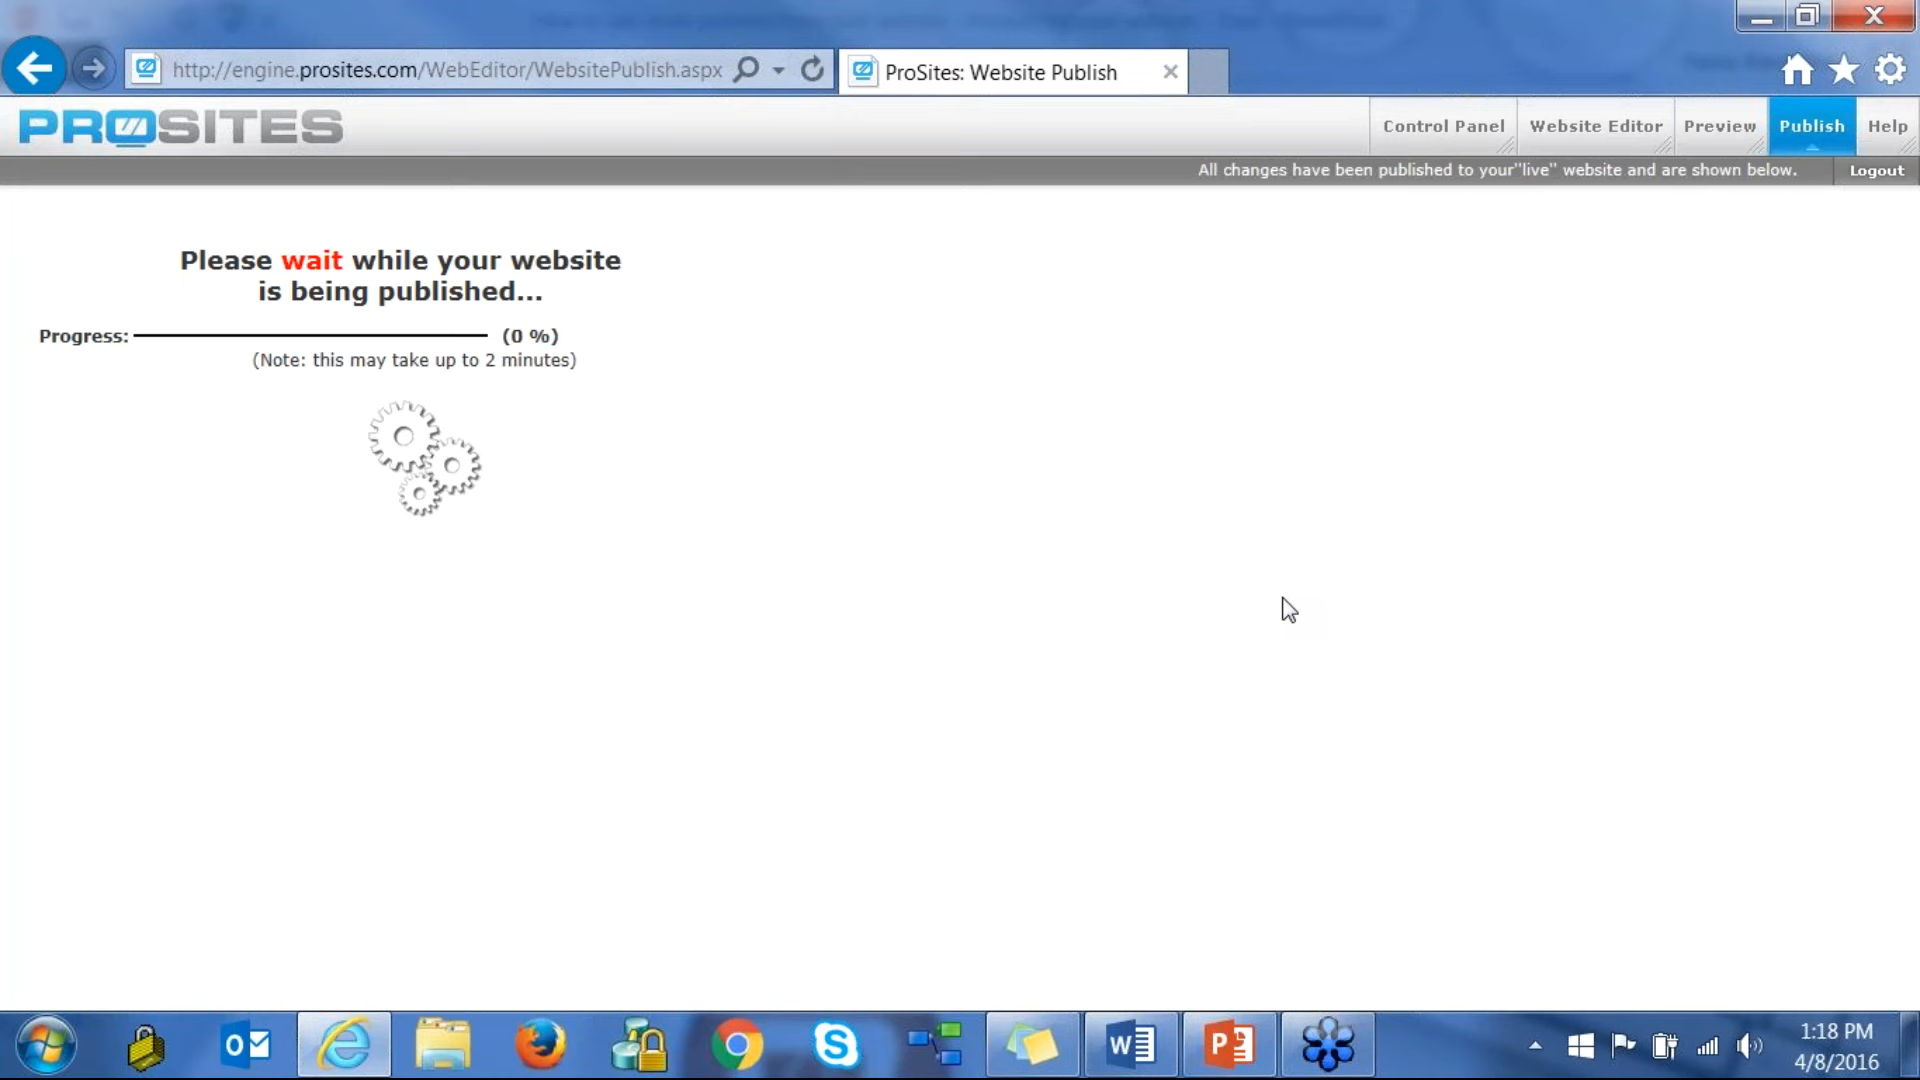 http://engine.prosites.com/WebEditor/WebsitePublish.aspx
ProSites: Website Publish
PROSITES
Control Panel
Website Editor
Preview
Publish
Help
All changes have been published to your"live" website and are shown below.
Logout
Please wait while your website
is being published...
Progress: (0 %)
(Note: this may take up to 2 minutes)
1:18 PM
4/8/2016